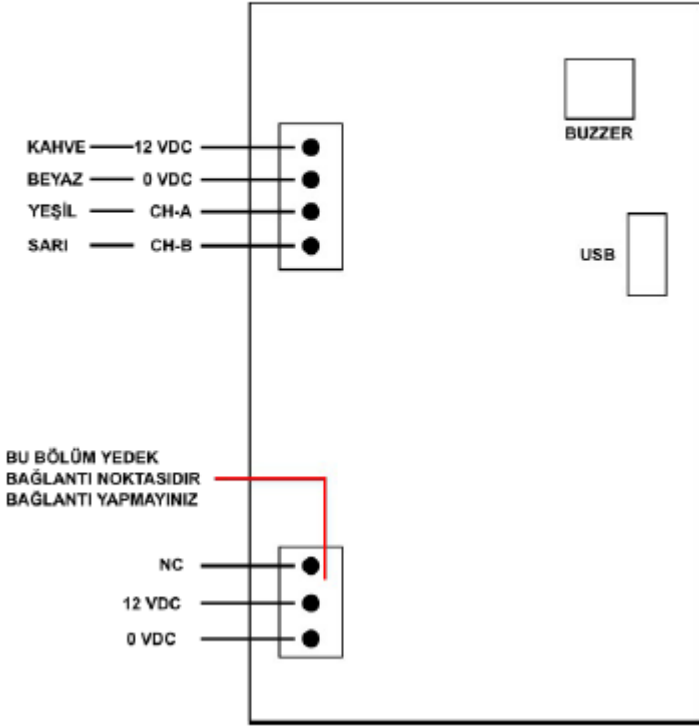 BUZZER
KAHVE 12 VDC
BEYAZ 0 VDC
YEŞİL CH-A
SARI CH-B
USB
BU BÖLÜM YEDEK
BAĞLANTI NOKTASIDIR
BAĞLANTI YAPMAYINIZ
NC
12 VDC
0 VDC